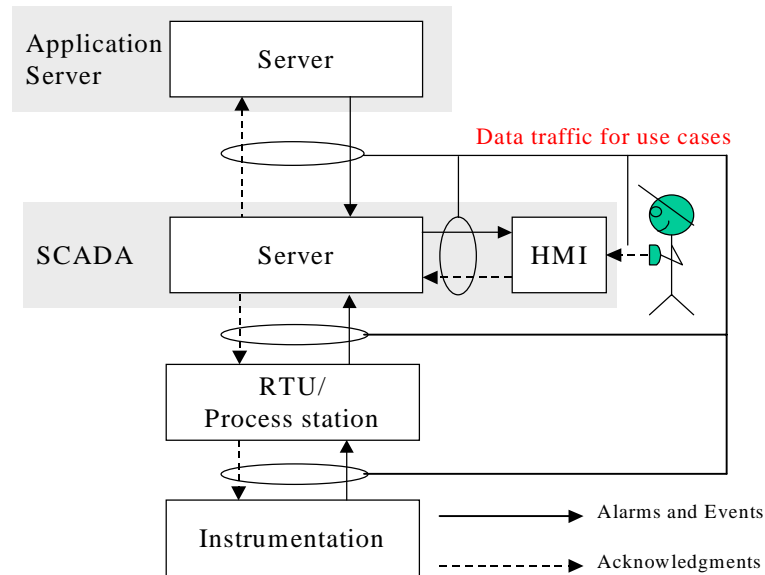 Application
Server
Server
Data traffic for use cases
SCADA
Server
HMI
RTU/
Process station
Instrumentation
Alarms and Events
Acknowledgments